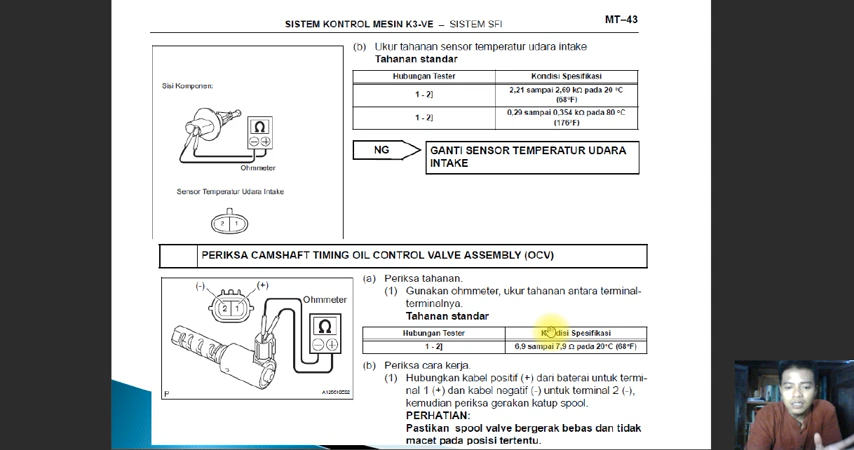 SISTEM KONTROL MESIN K3-VE – SISTEM SFI
MT–43
(b) Ukur tahanan sensor temperatur udara intake
Tahanan standar
Hubungan Tester
Kondisi Spesifikasi
1 - 2]
2,21 sampai 2,69 kΩ pada 20 °C
(68°F)
1 - 2]
0,29 sampai 0,354 kΩ pada 80 °C
(176°F)
Sisi Komponen:
Ω
Ohmmeter
Sensor Temperatur Udara Intake
2 1
NG
GANTI SENSOR TEMPERATUR UDARA
INTAKE
PERIKSA CAMSHAFT TIMING OIL CONTROL VALVE ASSEMBLY (OCV)
(-)
(+)
2 1
Ohmmeter
Ω
P
(a) Periksa tahanan.
(1) Gunakan ohmmeter, ukur tahanan antara terminal-
terminalnya.
Tahanan standar
Hubungan Tester
Kondisi Spesifikasi
1 - 2]
6,9 sampai 7,9 Ω pada 20°C (68°F)
(b) Periksa cara kerja.
(1) Hubungkan kabel positif (+) dari baterai untuk termi-
nal 1 (+) dan kabel negatif (-) untuk terminal 2 (-),
kemudian periksa gerakan katup spool.
PERHATIAN:
Pastikan spool valve bergerak bebas dan tidak
macet pada posisi tertentu.